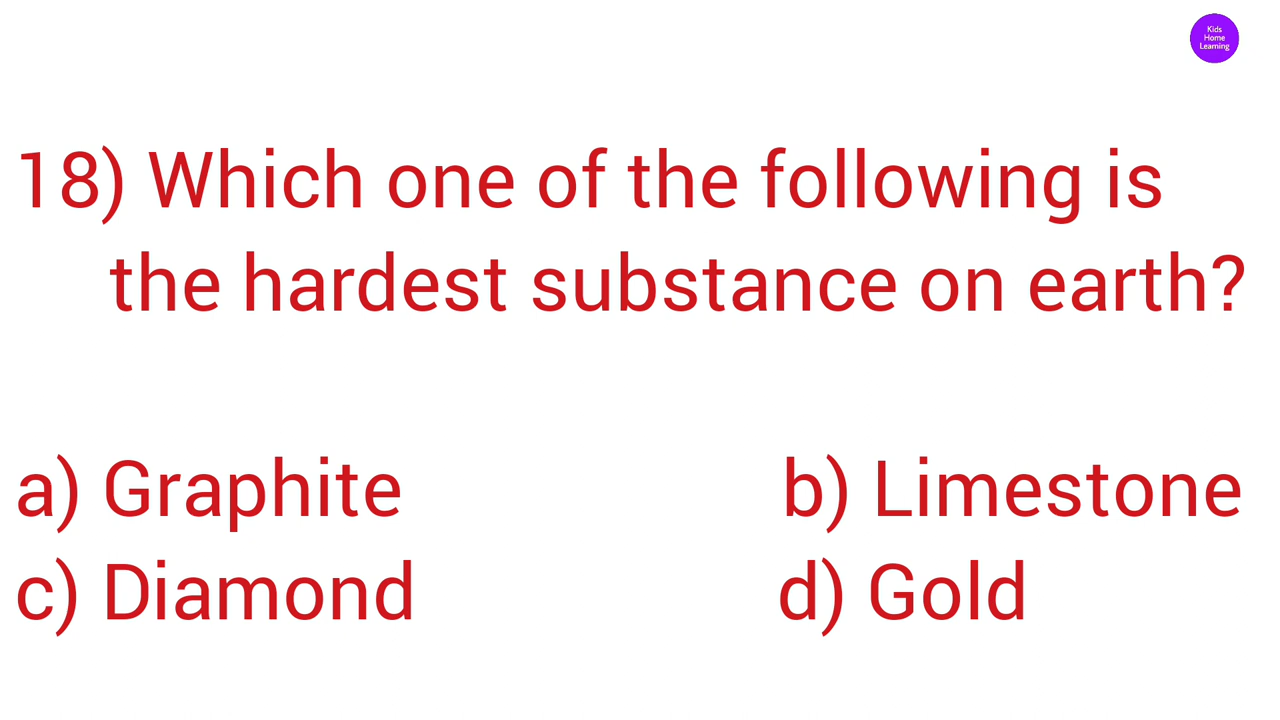 Kids
Home
Learning
18) Which one of the following is
the hardest substance on earth?
a) Graphite b) Limestone
c) Diamond d) Gold